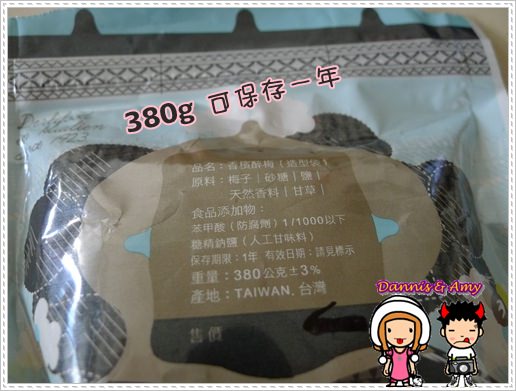 380g 可保存一年
品名：香檳醉梅（造型裝）
原料：梅子｜砂糖｜鹽｜
天然香料｜甘草｜
食品添加物：
苯甲酸（防腐劑）1/1000以下
糖精鈉鹽（人工甘味料）
保存期限：1年 有效日期：請見標示
重量：380公克±3%
產地：TAIWAN. 台灣
售價
Dannis & Amy